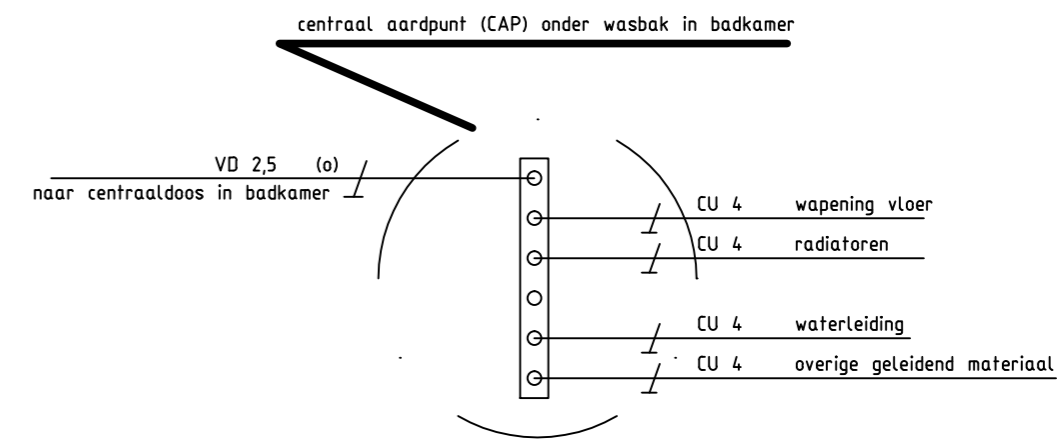 centraal aardpunt (CAP) onder wasbak in badkamer
VD 2,5 (o)
naar centraaldoos in badkamer
CU 4 wapening vloer
CU 4 radiatoren
CU 4 waterleiding
CU 4 overige geleidend materiaal